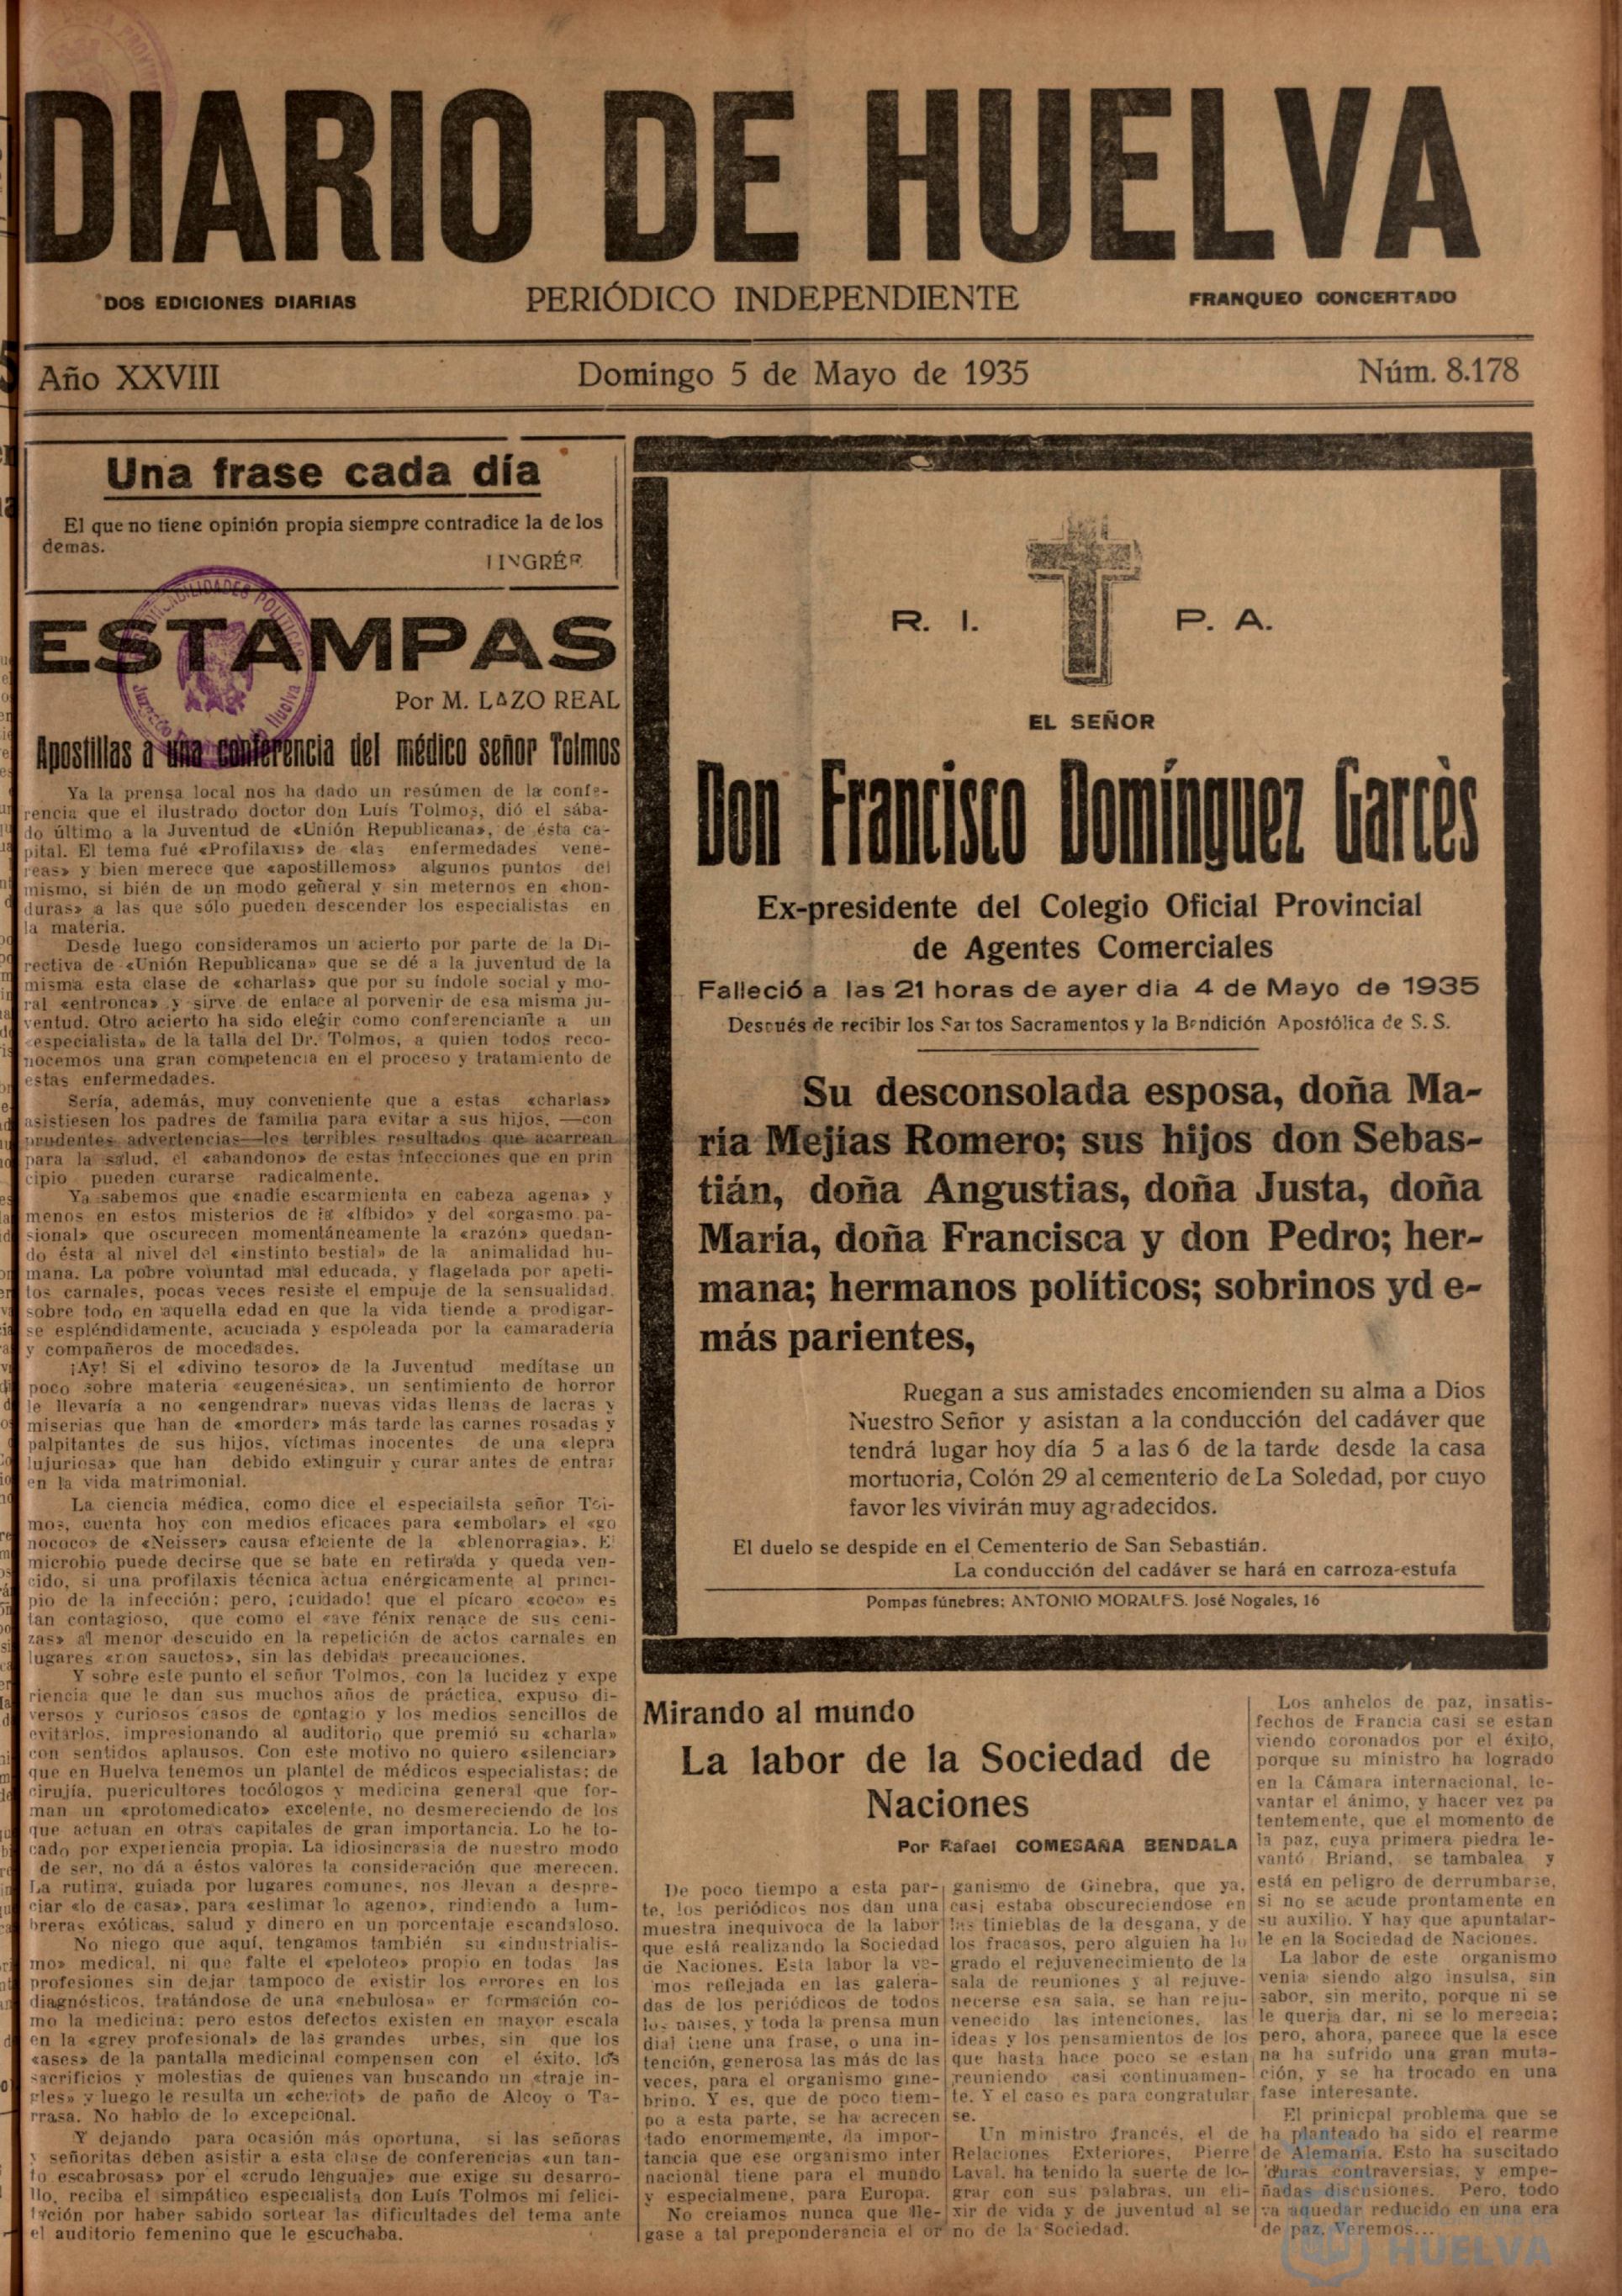 DIARIO DE HUELVA
DOS EDICIONES DIARIAS
PERIÓDICO INDEPENDIENTE
FRANQUEO CONCERTADO
Año XXVIII
Domingo 5 de Mayo de 1935
Núm. 8.178
Una frase cada día
El que no tiene opinión propia siempre contradice la de los
demas.
ESTAMPAS
Por M. LAZO REAL
Apostillas a una conferencia del médico señor Tolmos
Ya la prensa local nos ha dado un resúmen de la confe-
rencia que el ilustrado doctor don Luís Tolmos, dió el sába-
do último a la Juventud de «Unión Republicana», de ésta ca-
pital. El tema fué «Profilaxis» de «las enfermedades vene-
reas» y bien merece que «apostillemos» algunos puntos del
mismo, si bién de un modo general y sin meternos en «hon-
duras» a las que sólo pueden descender los especialistas en
la materia.
Desde luego consideramos un acierto por parte de la Di-
rectiva de «Unión Republicana» que se dé a la juventud de la
misma esta clase de «charlas» que por su índole social y mo-
ral «entronca» y sirve de enlace al porvenir de esa misma ju-
ventud. Otro acierto ha sido elegir como conferenciante a un
«especialista» de la talla del Dr. Tolmos, a quien todos reco-
nocemos una gran competencia en el proceso y tratamiento de
estas enfermedades.
Sería, además, muy conveniente que a estas «charlas»
asistiesen los padres de familia para evitar a sus hijos, —con
prudentes advertencias—los terribles resultados que acarrean
para la salud, el «abandono» de estas infecciones que en prin
cipio pueden curarse radicalmente.
Ya sabemos que «nadie escarmienta en cabeza agena» y
menos en estos misterios de la «líbido» y del «orgasmo pa-
sional» que oscurecen momentáneamente la «razón» quedan-
do ésta al nivel del «instinto bestial» de la animalidad hu-
mana. La pobre voluntad mal educada, y flagelada por apeti-
tos carnales, pocas veces resiste el empuje de la sensualidad,
sobre todo en aquella edad en que la vida tiende a prodigar-
se espléndidamente, acuciada y espoleada por la camaradería
y compañeros de mocedades.
¡Ay! Si el «divino tesoro» de la Juventud medítase un
poco sobre materia «eugenésica», un sentimiento de horror
le llevaría a no «engendrar» nuevas vidas llenas de lacras y
miserias que han de «morder» más tarde las carnes rosadas y
palpitantes de sus hijos, víctimas inocentes de una «lepra
lujuriosa» que han debido extinguir y curar antes de entrar
en la vida matrimonial.
La ciencia médica, como dice el especiailsta señor Tol-
mos, cuenta hoy con medios eficaces para «embolar» el «go
nococo» de «Neisser» causa eficiente de la «blenorragia». El
microbio puede decirse que se bate en retirada y queda ven-
cido, si una profilaxis técnica actua enérgicamente al princi-
pio de la infección; pero, ¡cuidado! que el pícaro «coco» es
tan contagioso, que como el «ave fénix renace de sus ceni-
zas» al menor descuido en la repetición de actos carnales en
lugares «non sauctos», sin las debidas precauciones.
Y sobre este punto el señor Tolmos, con la lucidez y expe
riencia que le dan sus muchos años de práctica, expuso di-
versos y curiosos casos de contagio y los medios sencillos de
evitarlos, impresionando al auditorio que premió su «charla»
con sentidos aplausos. Con este motivo no quiero «silenciar»
que en Huelva tenemos un plantel de médicos especialistas; de
cirujía, puericultores tocólogos y medicina general que for-
man un «protomedicato» excelente, no desmereciendo de los
que actuan en otras capitales de gran importancia. Lo he to-
cado por experiencia propia. La idiosincrasia de nuestro modo
de ser, no dá a éstos valores la consideración que merecen.
La rutina, guiada por lugares comunes, nos llevan a despre-
ciar «lo de casa», para «estimar lo ageno», rindiendo a lum-
breras exóticas, salud y dinero en un porcentaje escandaloso.
No niego que aquí, tengamos también su «industrialis-
mo» medical, ni que falte el «peloteo» propio en todas las
profesiones sin dejar tampoco de existir los errores en los
diagnósticos, tratándose de una «nebulosa» en formación co-
mo la medicina; pero estos defectos existen en mayor escala
en la «grey profesional» de las grandes urbes, sin que los
«ases» de la pantalla medicinal compensen con el éxito, los
sacrificios y molestias de quienes van buscando un «traje in-
gles» y luego le resulta un «cheviot» de paño de Alcoy o Ta-
rrasa. No hablo de lo excepcional.
Y dejando para ocasión más oportuna, si las señoras
y señoritas deben asistir a esta clase de conferencias «un tan-
to escabrosas» por el «crudo lenguaje» que exige su desarro-
llo, reciba el simpático especialista don Luís Tolmos mi felici-
tación por haber sabido sortear las dificultades del tema ante
el auditorio femenino que le escuchaba.
R. I. P. A.
EL SEÑOR
Don Francisco Domínguez Garcès
Ex-presidente del Colegio Oficial Provincial
de Agentes Comerciales
Falleció a las 21 horas de ayer dia 4 de Mayo de 1935
Después de recibir los Santos Sacramentos y la Bendición Apostólica de S. S.
Su desconsolada esposa, doña Ma-
ría Mejías Romero; sus hijos don Sebas-
tián, doña Angustias, doña Justa, doña
María, doña Francisca y don Pedro; her-
mana; hermanos políticos; sobrinos yd e-
más parientes,
Ruegan a sus amistades encomienden su alma a Dios
Nuestro Señor y asistan a la conducción del cadáver que
tendrá lugar hoy día 5 a las 6 de la tarde desde la casa
mortuoria, Colón 29 al cementerio de La Soledad, por cuyo
favor les vivirán muy agradecidos.
El duelo se despide en el Cementerio de San Sebastián.
La conducción del cadáver se hará en carroza-estufa
Pompas fúnebres: ANTONIO MORALES. José Nogales, 16
Mirando al mundo
La labor de la Sociedad de
Naciones
Por Rafael COMESAÑA BENDALA
De poco tiempo a esta par-
te, los periódicos nos dan una
muestra inequivoca de la labor
que está realizando la Sociedad
de Naciones. Esta labor la ve-
mos reflejada en las galera-
das de los periódicos de todos
los paises, y toda la prensa mun
dial tiene una frase, o una in-
tención, generosa las más de las
veces, para el organismo gine-
brino. Y es, que de poco tiem-
po a esta parte, se ha acrecen
tado enormemente, la impor-
tancia que ese organismo inter
nacional tiene para el mundo
y especialmene, para Europa.
No creiamos nunca que lle-
gase a tal preponderancia el or
ganismo de Ginebra, que ya,
casi estaba obscureciendose en
las tinieblas de la desgana, y de
los fracasos, pero alguien ha lo
grado el rejuvenecimiento de la
sala de reuniones y al rejuve-
necerse esa sala, se han reju-
venecido las intenciones, las
ideas y los pensamientos de los
que hasta hace poco se estan
reuniendo casi continuamen-
te. Y el caso es para congratular
se.
Un ministro francés, el de
Relaciones Exteriores, Pierre
Laval, ha tenido la suerte de lo-
grar con sus palabras, un eli-
xir de vida y de juventud al se
no de la Sociedad.
Los anhelos de paz, insatis-
fechos de Francia casi se estan
viendo coronados por el éxito,
porque su ministro ha logrado
en la Cámara internacional, le-
vantar el ánimo, y hacer vez pa
tentemente, que el momento de
la paz, cuya primera piedra le-
vantó Briand, se tambalea y
está en peligro de derrumbarse,
si no se acude prontamente en
su auxilio. Y hay que apuntalar-
le en la Sociedad de Naciones.
La labor de este organismo
venia siendo algo insulsa, sin
sabor, sin merito, porque ni se
le queria dar, ni se lo merecia;
pero, ahora, parece que la esce
na ha sufrido una gran muta-
ción, y se ha trocado en una
fase interesante.
El prinicpal problema que se
ha planteado ha sido el rearme
de Alemania. Esto ha suscitado
duras contraversias, y empe-
ñadas discusiones. Pero, todo
va aquedar reducido en una era
de paz. Veremos...
HUELVA